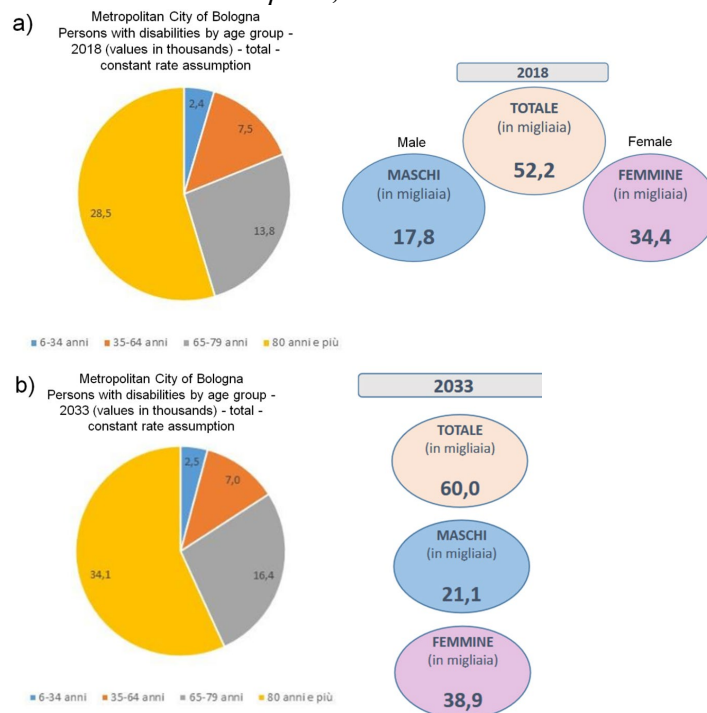 a)
Metropolitan City of Bologna
Persons with disabilities by age group -
2018 (values in thousands) - total -
constant rate assumption
2,4
7,5
13,8
28,5
6-34 anni 35-64 anni 65-79 anni 80 anni e più
2018
TOTALE
(in migliaia)
52,2
Male
MASCHI
(in migliaia)
17,8
Female
FEMMINE
(in migliaia)
34,4
b)
Metropolitan City of Bologna
Persons with disabilities by age group -
2033 (values in thousands) - total -
constant rate assumption
2,5
7,0
16,4
34,1
6-34 anni 35-64 anni 65-79 anni 80 anni e più
2033
TOTALE
(in migliaia)
60,0
MASCHI
(in migliaia)
21,1
FEMMINE
(in migliaia)
38,9